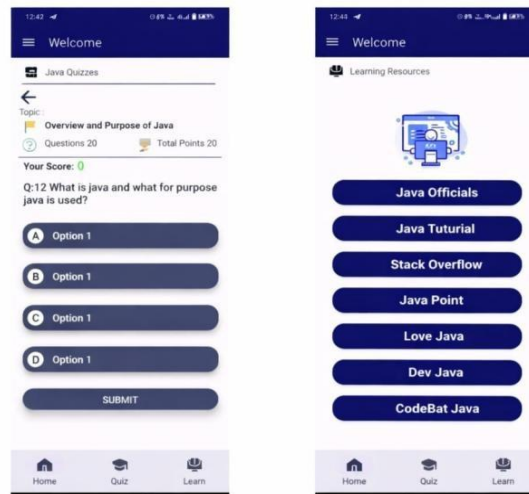 12:42
Welcome
Java Quizzes
Topic :
Overview and Purpose of Java
Questions 20
Total Points 20
Your Score: 0
Q:12 What is java and what for purpose
java is used?
A Option 1
B Option 1
C Option 1
D Option 1
SUBMIT
Home
Quiz
Learn
12:43
Welcome
Learning Resources
Java Officials
Java Tuturial
Stack Overflow
Java Point
Love Java
Dev Java
CodeBat Java
Home
Quiz
Learn